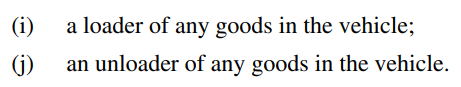 (i) a loader of any goods in the vehicle;
(j) an unloader of any goods in the vehicle.